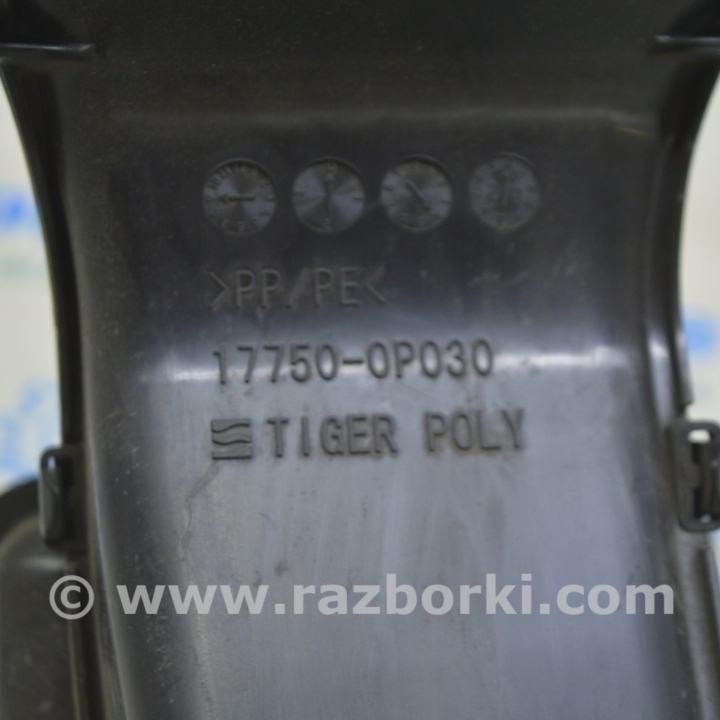 >PP/PE<
17750-0P030
TIGER POLY
© www.razborki.com